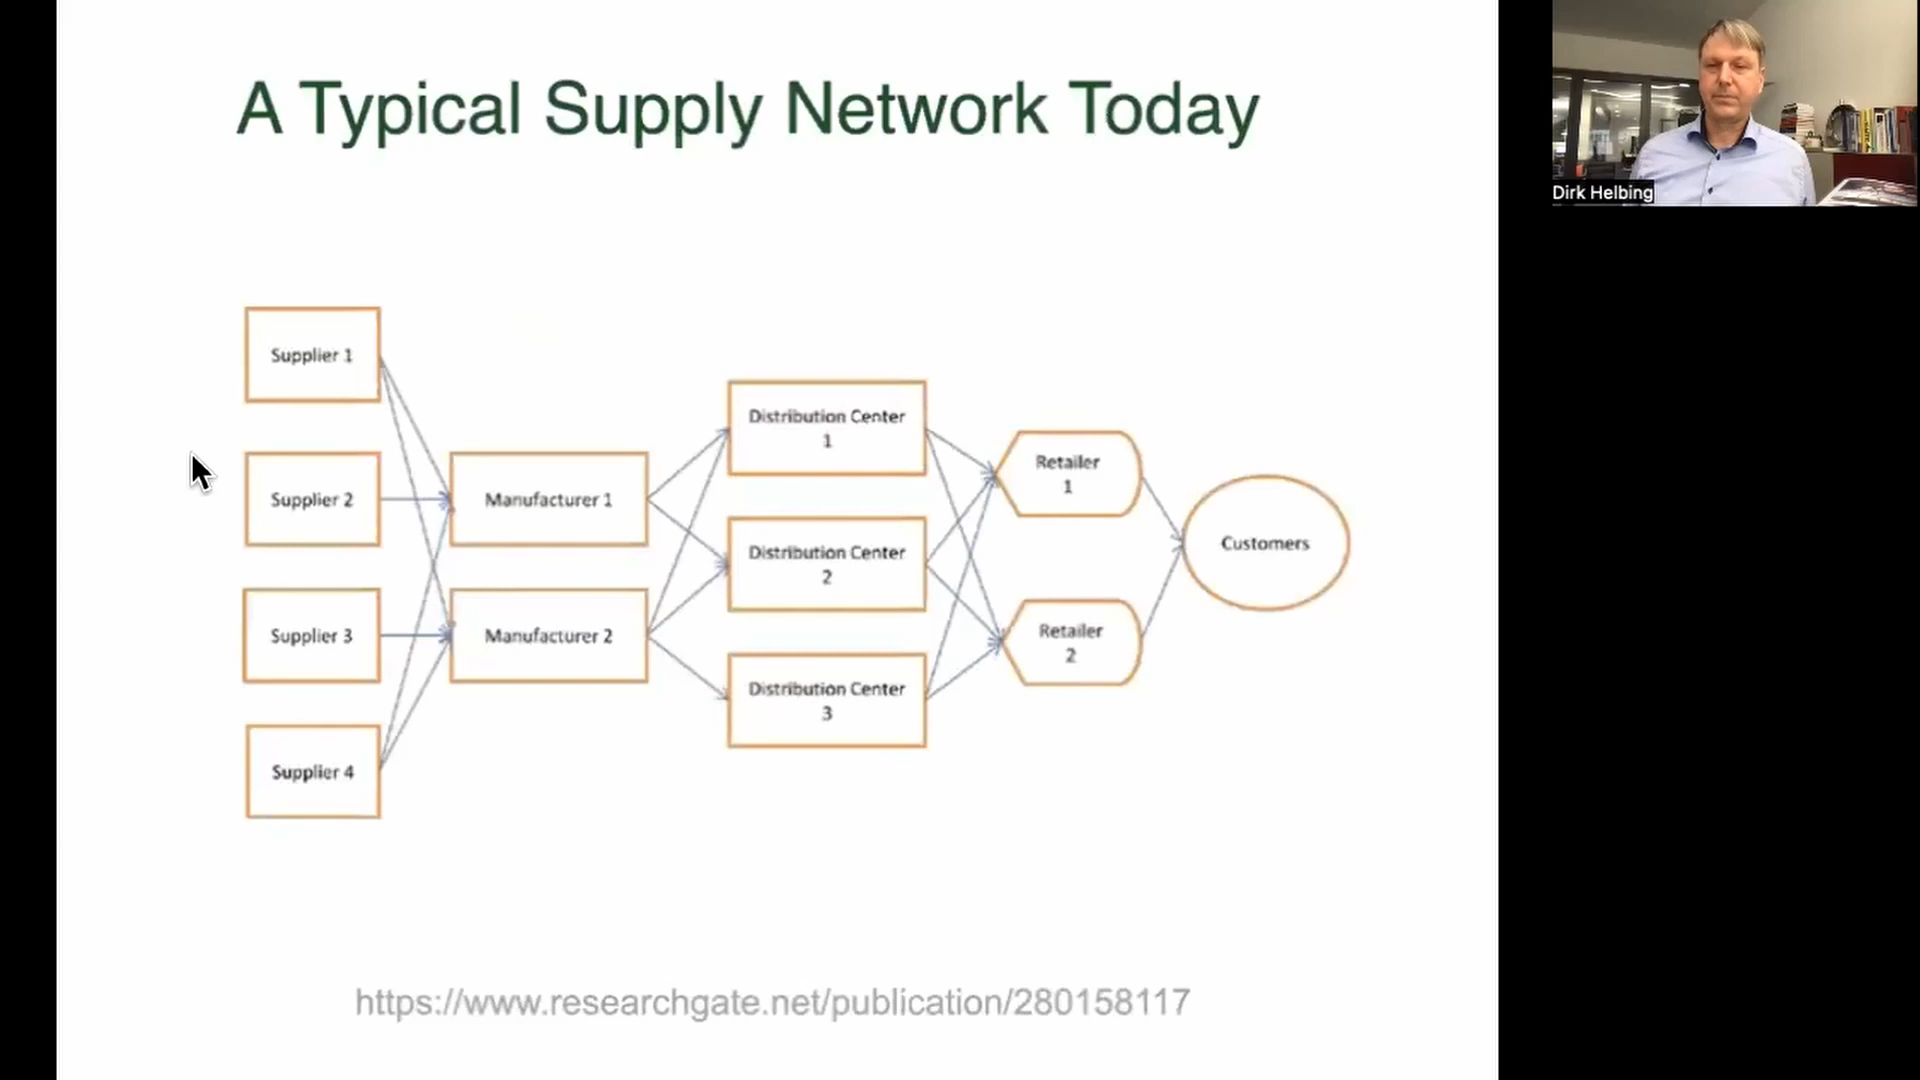 A Typical Supply Network Today
Dirk Helbing
Supplier 1
Supplier 2
Supplier 3
Supplier 4
Manufacturer 1
Manufacturer 2
Distribution Center
1
Distribution Center
2
Distribution Center
3
Retailer
1
Retailer
2
Customers
https://www.researchgate.net/publication/280158117